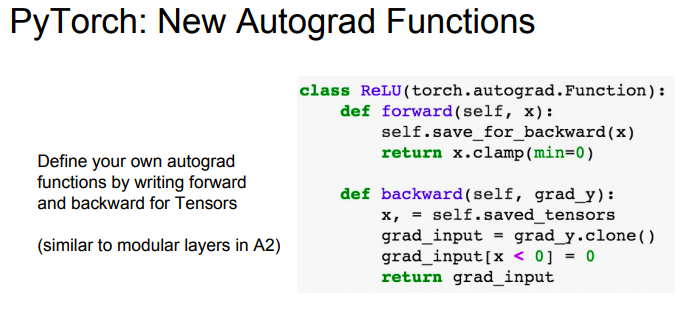 PyTorch: New Autograd Functions
Define your own autograd
functions by writing forward
and backward for Tensors
(similar to modular layers in A2)
class ReLU(torch.autograd.Function):
    def forward(self, x):
        self.save_for_backward(x)
        return x.clamp(min=0)
    def backward(self, grad_y):
        x, = self.saved_tensors
        grad_input = grad_y.clone()
        grad_input[x < 0] = 0
        return grad_input